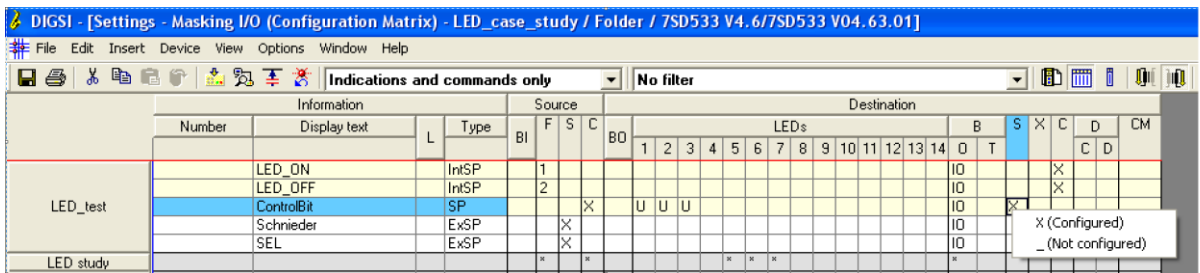 DIGSI - [Settings - Masking I/O (Configuration Matrix) - LED_case_study / Folder / 7SD533 V4.6/7SD533 V04.63.01]
File Edit Insert Device View Options Window Help
Indications and commands only No filter
Information Source Destination
Number Display text L Type BI F S C BO LEDs B S X C D CM
1 2 3 4 5 6 7 8 9 10 11 12 13 14 O T C D
LED_test
LED_ON IntSP 1 IO X
LED_OFF IntSP 2 IO X
ControlBit SP X U U U IO X
Schnieder ExSP X IO
SEL ExSP X IO
X (Configured)
_ (Not configured)
LED study * * * * * *